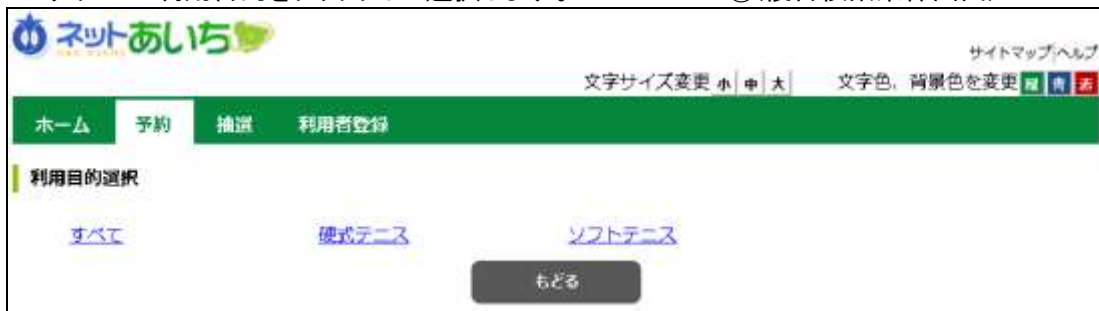 ネットあいち
サイトマップ|ヘルプ
文字サイズ変更 小 中 大 文字色、背景色を変更 緑 青 赤
ホーム 予約 抽選 利用者登録
利用目的選択
すべて 硬式テニス ソフトテニス
もどる